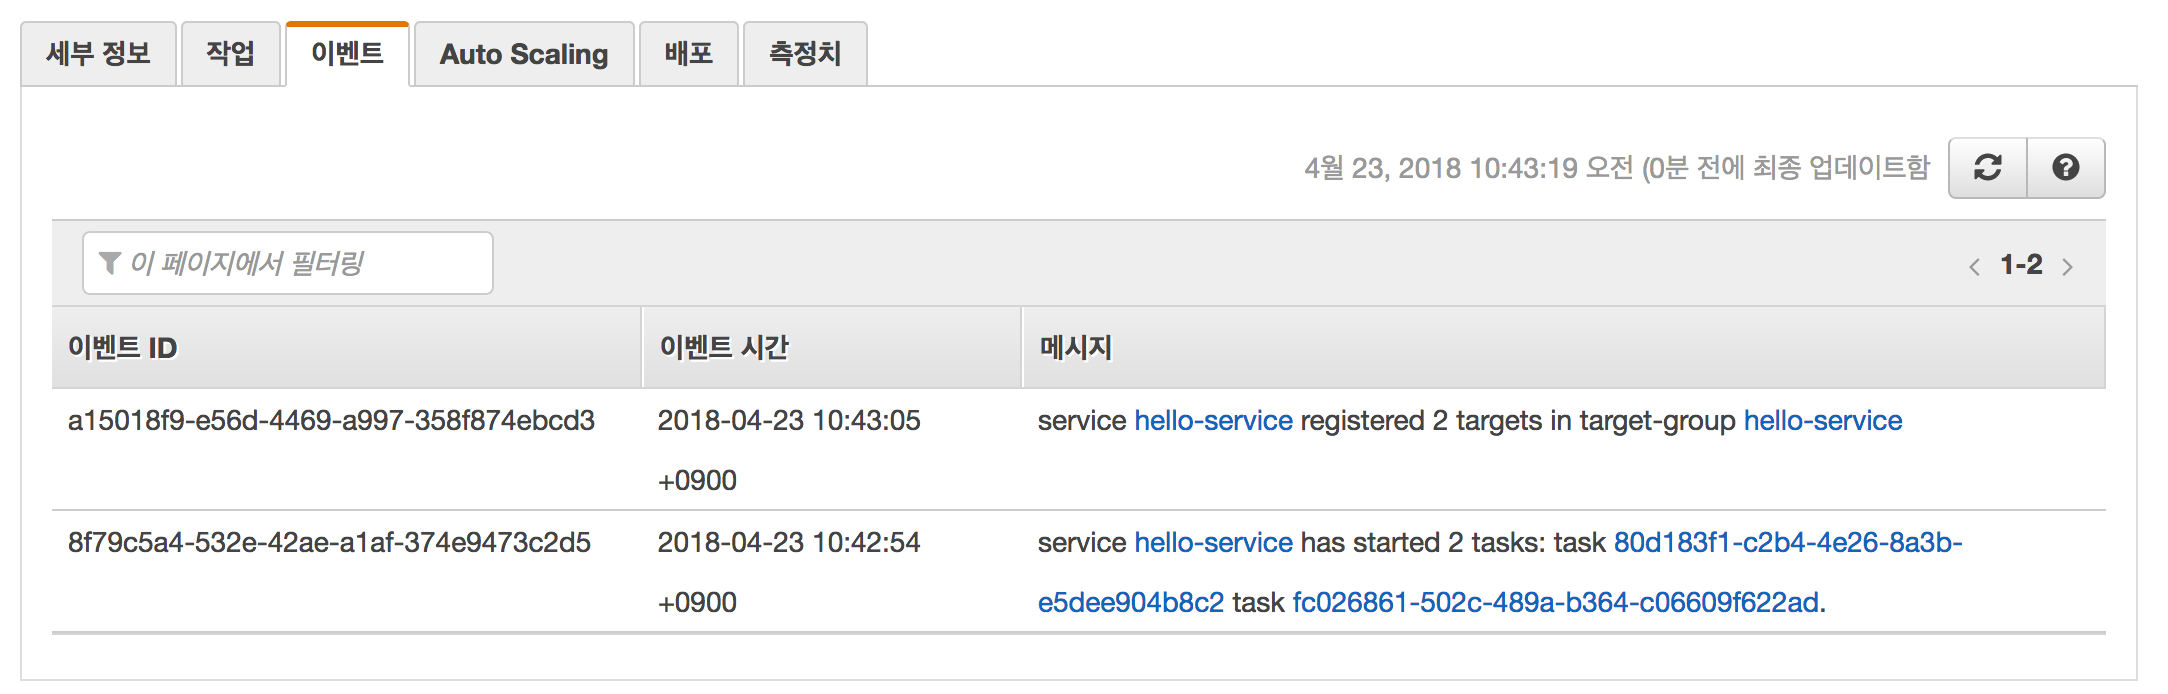 세부 정보 작업 이벤트 Auto Scaling 배포 측정치
4월 23, 2018 10:43:19 오전 (0분 전에 최종 업데이트함
이 페이지에서 필터링
1-2
이벤트 ID 이벤트 시간 메시지
a15018f9-e56d-4469-a997-358f874ebcd3 2018-04-23 10:43:05 service hello-service registered 2 targets in target-group hello-service
+0900
8f79c5a4-532e-42ae-a1af-374e9473c2d5 2018-04-23 10:42:54 service hello-service has started 2 tasks: task 80d183f1-c2b4-4e26-8a3b-
+0900 e5dee904b8c2 task fc026861-502c-489a-b364-c06609f622ad.